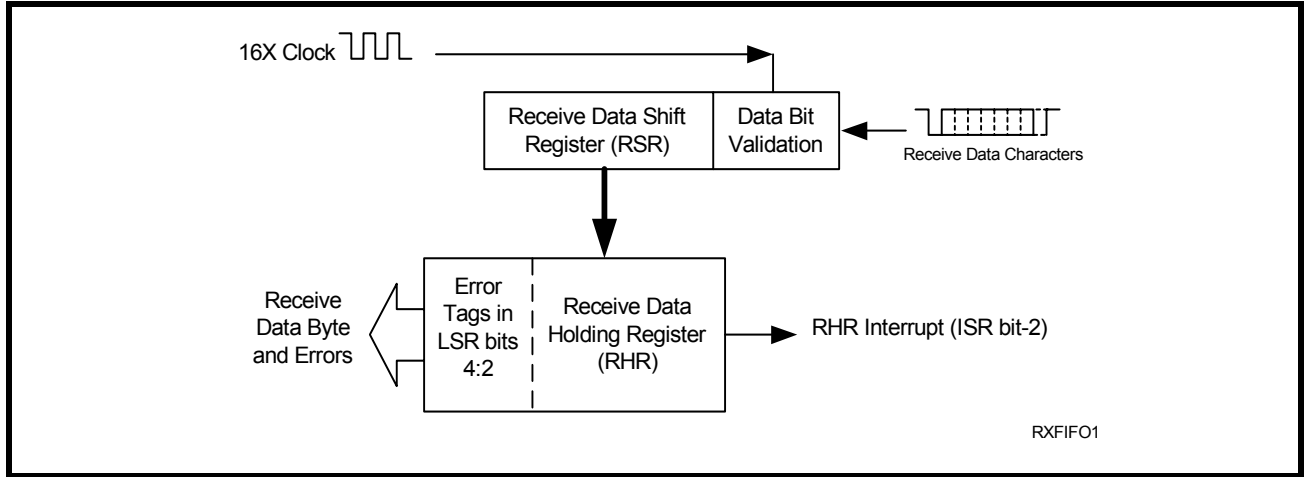 16X Clock
Receive Data Shift
Register (RSR)
Data Bit
Validation
Receive Data Characters
Receive
Data Byte
and Errors
Error
Tags in
LSR bits
4:2
Receive Data
Holding Register
(RHR)
RHR Interrupt (ISR bit-2)
RXFIFO1